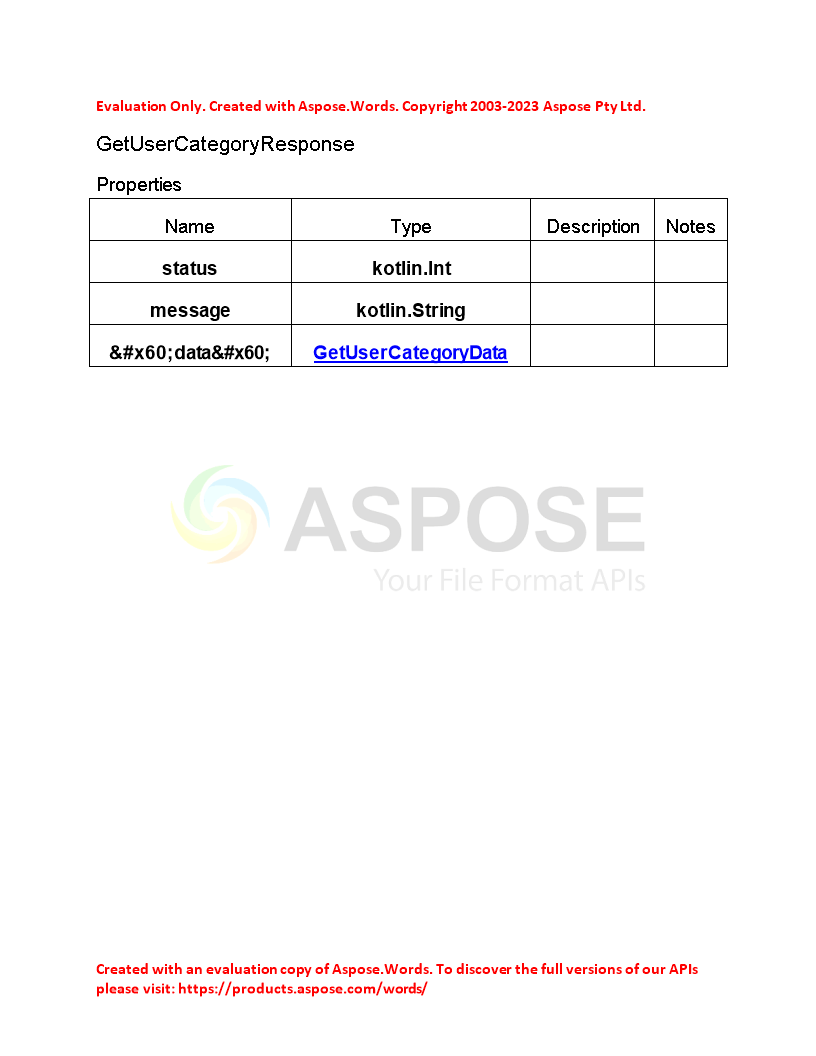 Evaluation Only. Created with Aspose.Words. Copyright 2003-2023 Aspose Pty Ltd.
GetUserCategoryResponse
Properties
Name Type Description Notes
status kotlin.Int
message kotlin.String
&#x60;data&#x60; GetUserCategoryData
ASPOSE
Your File Format APIs
Created with an evaluation copy of Aspose.Words. To discover the full versions of our APIs
please visit: https://products.aspose.com/words/